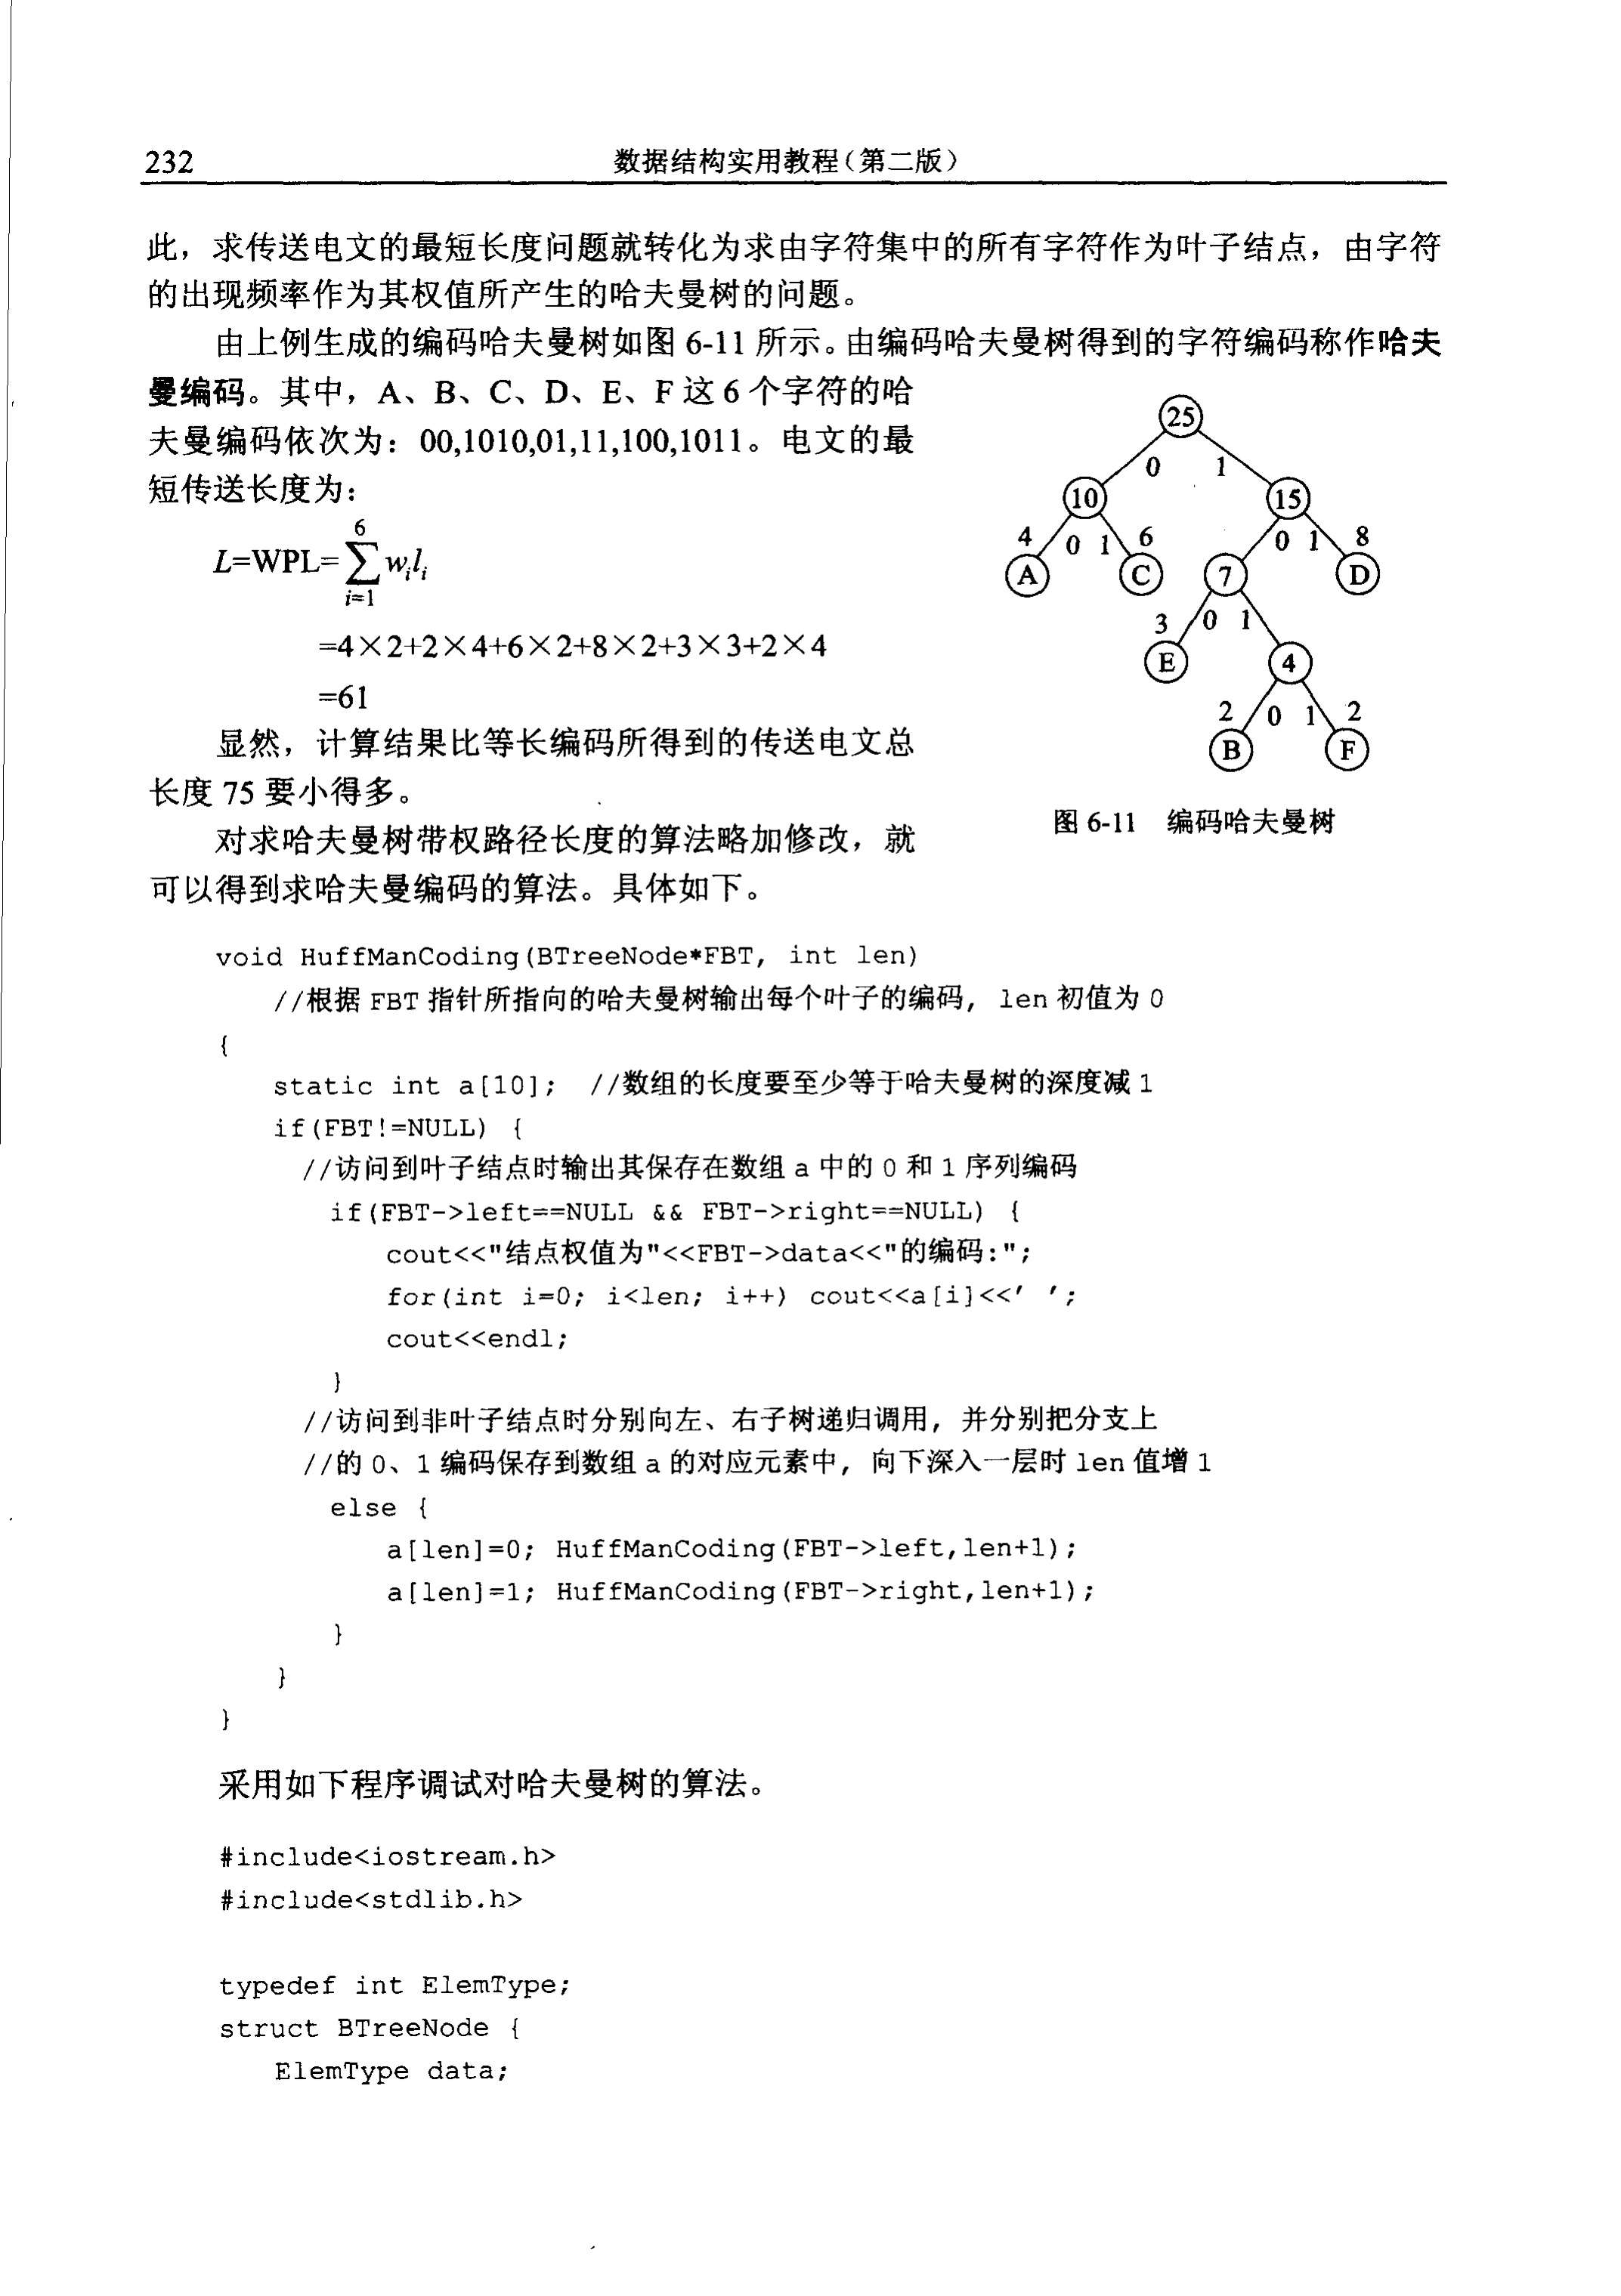 232 数据结构实用教程(第二版)
此，求传送电文的最短长度问题就转化为求由字符集中的所有字符作为叶子结点，由字符
的出现频率作为其权值所产生的哈夫曼树的问题。
由上例生成的编码哈夫曼树如图 6-11 所示。由编码哈夫曼树得到的字符编码称作哈夫
曼编码。其中，A、B、C、D、E、F 这 6 个字符的哈
夫曼编码依次为：00,1010,01,11,100,1011。电文的最
短传送长度为：
L=WPL=∑wᵢlᵢ
6
i=1
=4×2+2×4+6×2+8×2+3×3+2×4
=61
显然，计算结果比等长编码所得到的传送电文总
长度 75 要小得多。
对求哈夫曼树带权路径长度的算法略加修改，就
可以得到求哈夫曼编码的算法。具体如下。
25
0 1
10 15
4 0 1 6 0 1 8
A C 7 D
3 0 1
E 4
2 0 1 2
B F
图 6-11 编码哈夫曼树
void HuffManCoding(BTreeNode*FBT, int len)
//根据 FBT 指针所指向的哈夫曼树输出每个叶子的编码, len 初值为 0
{
static int a[10]; //数组的长度要至少等于哈夫曼树的深度减 1
if(FBT!=NULL) {
//访问到叶子结点时输出其保存在数组 a 中的 0 和 1 序列编码
if(FBT->left==NULL && FBT->right==NULL) {
cout<<"结点权值为"<<FBT->data<<"的编码:";
for(int i=0; i<len; i++) cout<<a[i]<<' ';
cout<<endl;
}
//访问到非叶子结点时分别向左、右子树递归调用, 并分别把分支上
//的 0、1 编码保存到数组 a 的对应元素中, 向下深入一层时 len 值增 1
else {
a[len]=0; HuffManCoding(FBT->left,len+1);
a[len]=1; HuffManCoding(FBT->right,len+1);
}
}
}
采用如下程序调试对哈夫曼树的算法。
#include<iostream.h>
#include<stdlib.h>
typedef int ElemType;
struct BTreeNode {
ElemType data;